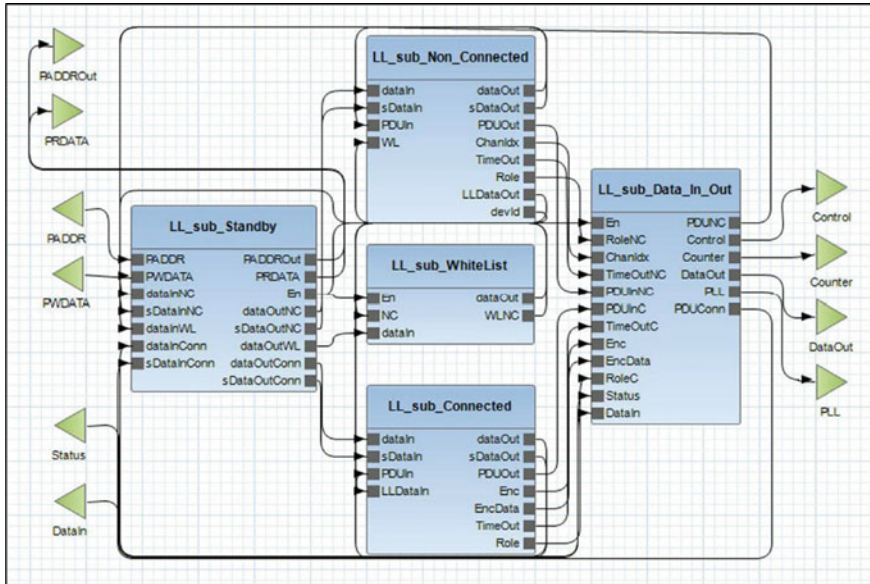 PADDROut
PRDATA
PADDR
PWDATA
Status
DataIn
LL_sub_Standby
PADDR
PWDATA
dataInNC
sDataInNC
dataInWL
dataInConn
sDataInConn
PADDROut
PRDATA
En
dataOutNC
sDataOutNC
dataOutWL
dataOutConn
sDataOutConn
LL_sub_Non_Connected
dataIn
sDataIn
PDUIn
WL
dataOut
sDataOut
PDUOut
ChanIdx
TimeOut
Role
LLDataOut
devId
LL_sub_WhiteList
En
NC
dataIn
dataOut
WLNC
LL_sub_Connected
dataIn
sDataIn
PDUIn
LLDataIn
dataOut
sDataOut
PDUOut
Enc
EncData
TimeOut
Role
LL_sub_Data_In_Out
En
RoleNC
ChanIdx
TimeOutNC
PDUInNC
PDUInC
TimeOutC
Enc
EncData
RoleC
Status
DataIn
PDUNC
Control
Counter
DataOut
PLL
PDUConn
Control
Counter
DataOut
PLL